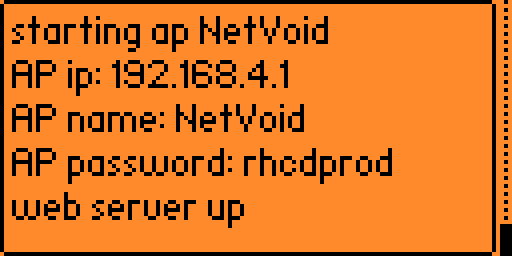 starting ap NetVoid
AP ip: 192.168.4.1
AP name: NetVoid
AP password: rhcdprod
web server up